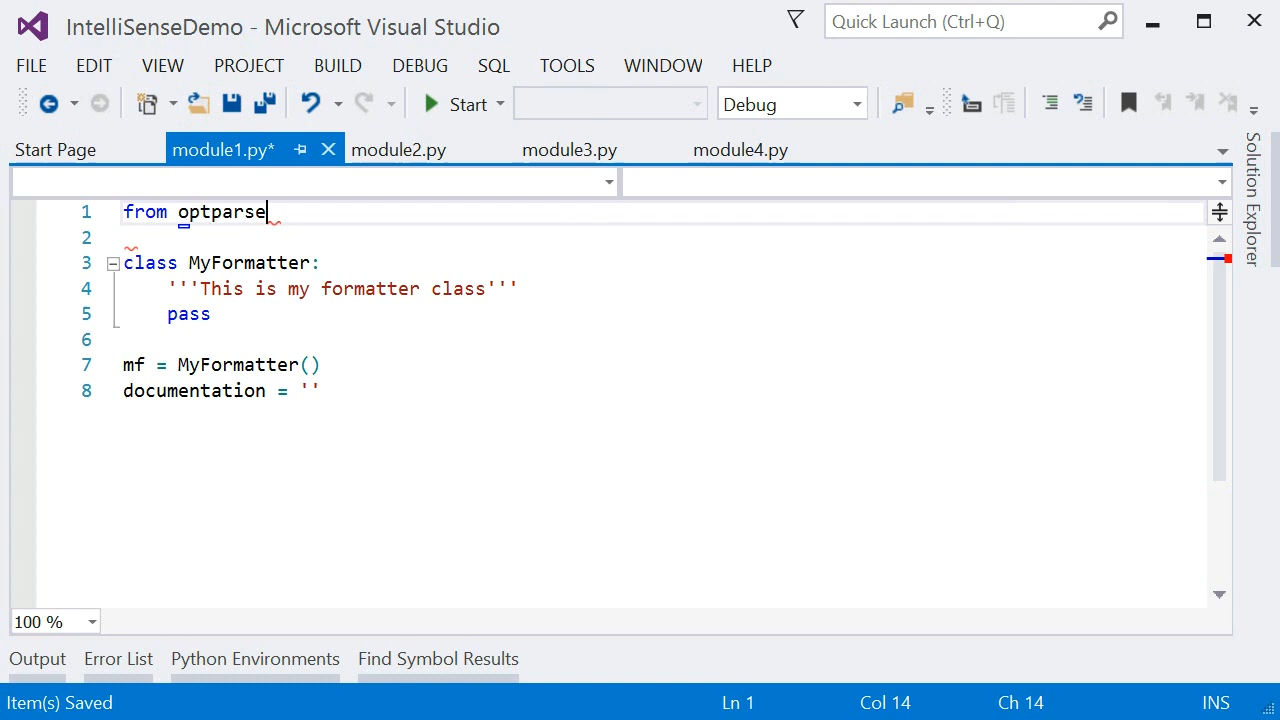 IntelliSenseDemo - Microsoft Visual Studio
Quick Launch (Ctrl+Q)
FILE EDIT VIEW PROJECT BUILD DEBUG SQL TOOLS WINDOW HELP
Start Debug
Start Page module1.py* module2.py module3.py module4.py
Solution Explorer
1 from optparse
2
3 class MyFormatter:
4 '''This is my formatter class'''
5 pass
6
7 mf = MyFormatter()
8 documentation = ''
100 %
Output Error List Python Environments Find Symbol Results
Item(s) Saved Ln 1 Col 14 Ch 14 INS